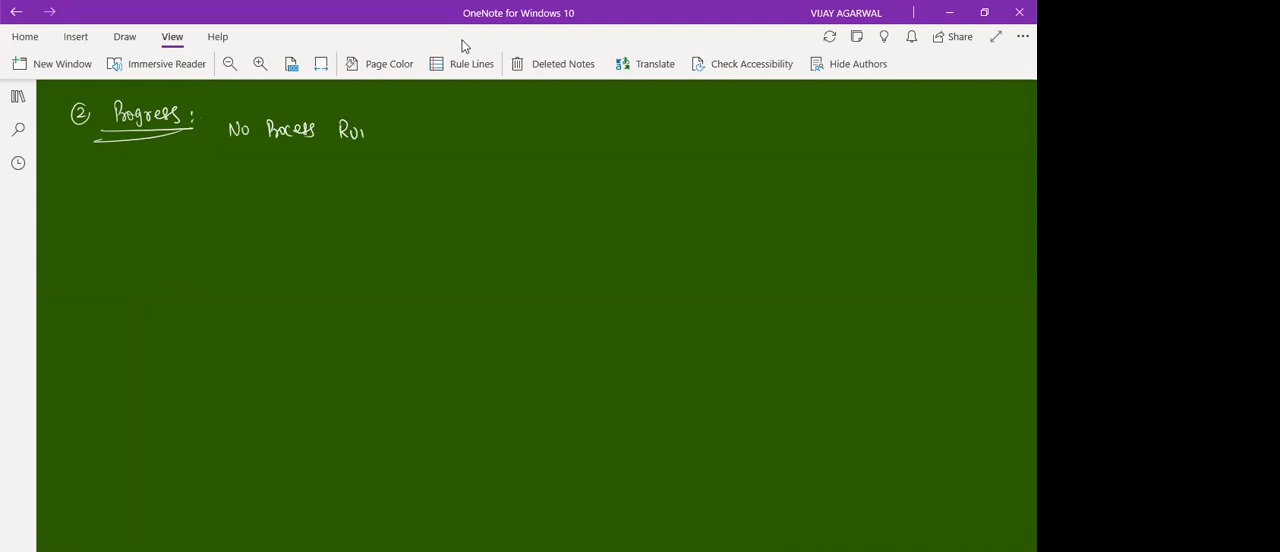 OneNote for Windows 10
VIJAY AGARWAL
Home Insert Draw View Help
Share
New Window Immersive Reader Page Color Rule Lines Deleted Notes Translate Check Accessibility Hide Authors
② Progress:
No Process